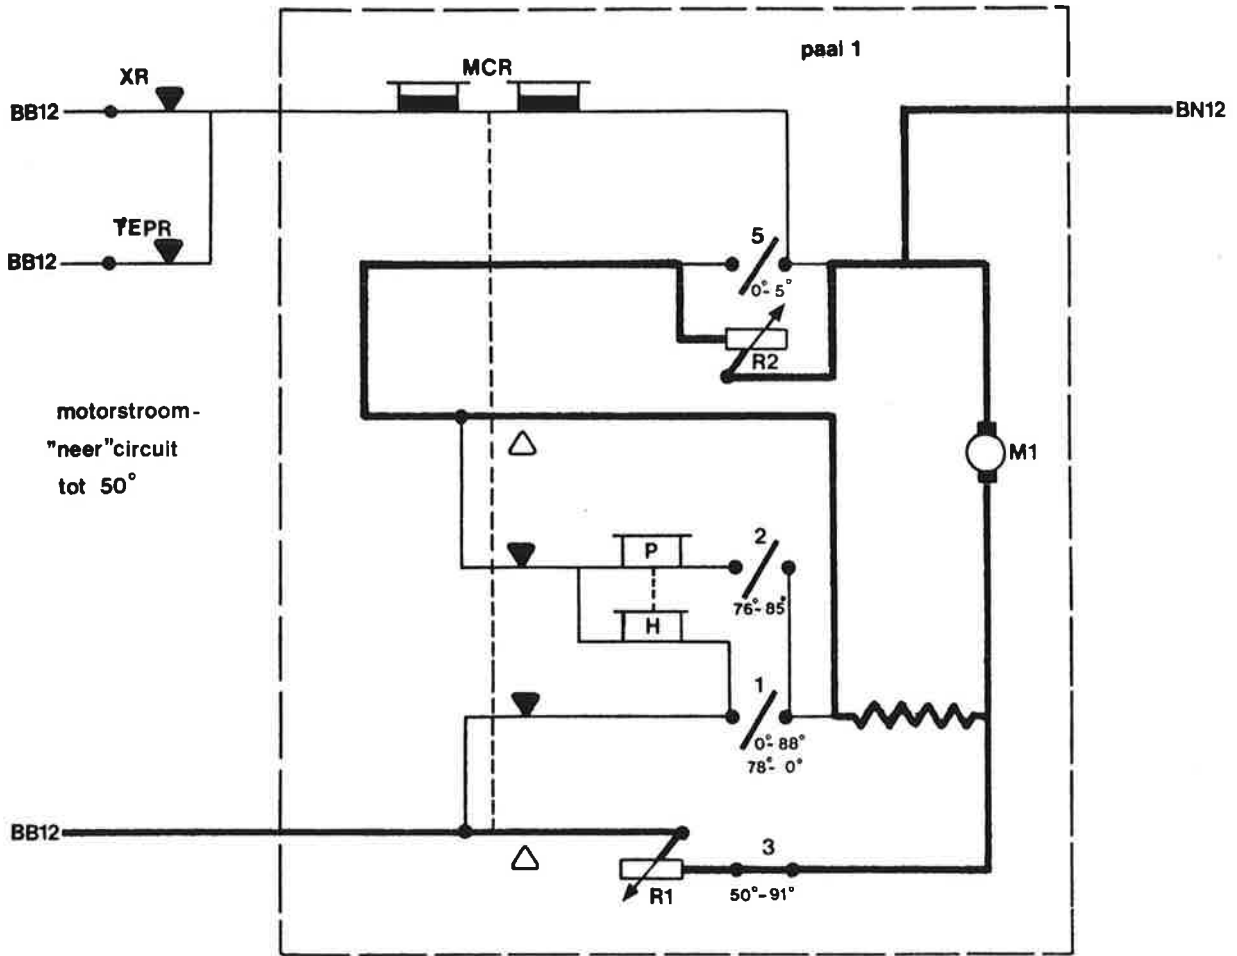 paal 1
XR
MCR
BB12
BN12
TEPR
BB12
5
0°- 5°
R2
motorstroom-
"neer"circuit
tot 50°
M1
P
2
76°- 85°
H
1
0°- 88°
78°- 0°
BB12
3
R1
50°-91°